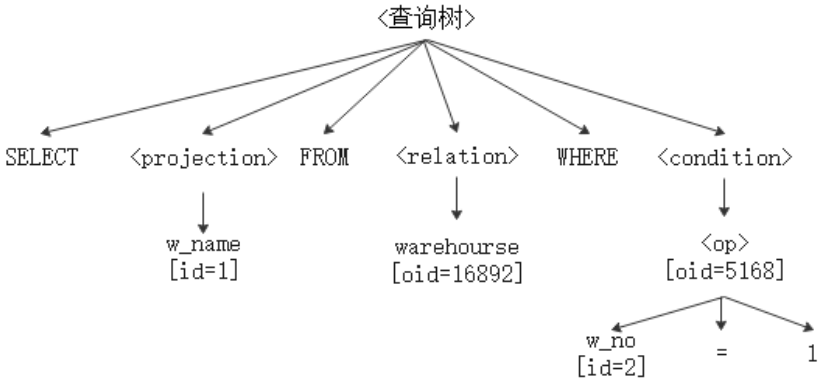 <查询树>
SELECT <projection> FROM <relation> WHERE <condition>
w_name
[id=1]
warehourse
[oid=16892]
<op>
[oid=5168]
w_no
[id=2]
=
1